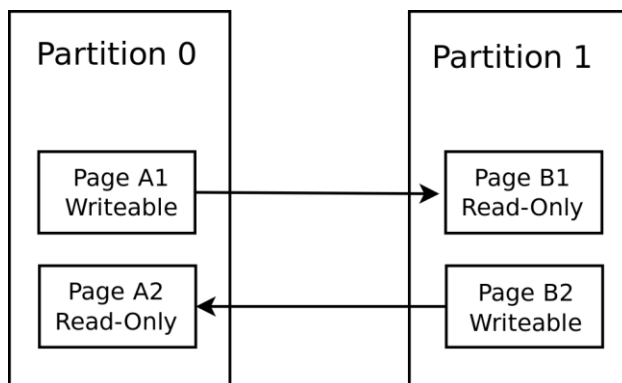 Partition 0
Partition 1
Page A1
Writeable
Page B1
Read-Only
Page A2
Read-Only
Page B2
Writeable